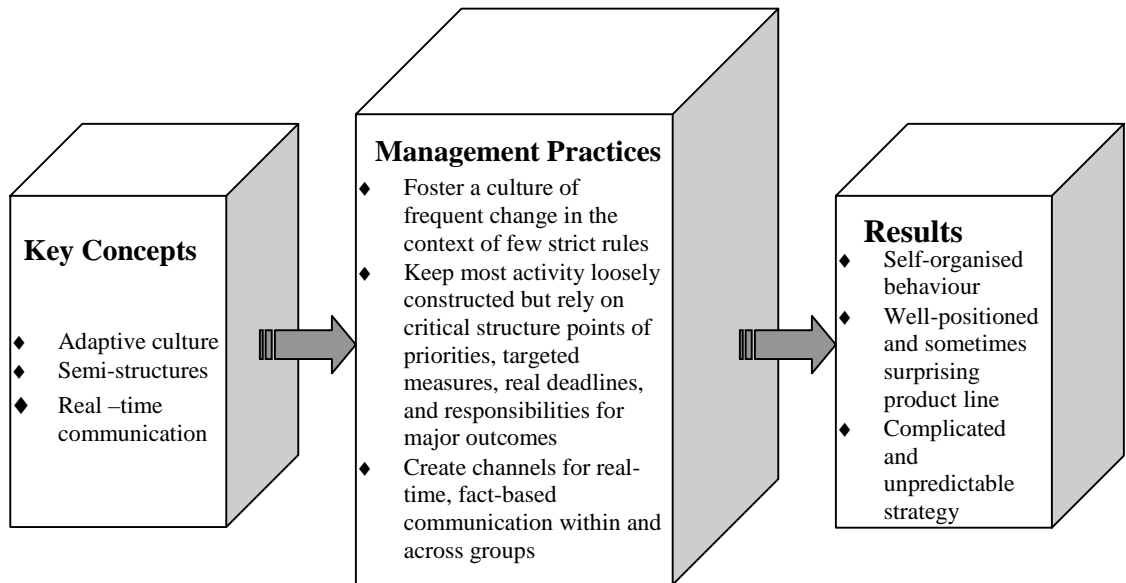 Key Concepts
♦ Adaptive culture
♦ Semi-structures
♦ Real –time
communication
Management Practices
♦ Foster a culture of
frequent change in the
context of few strict rules
♦ Keep most activity loosely
constructed but rely on
critical structure points of
priorities, targeted
measures, real deadlines,
and responsibilities for
major outcomes
♦ Create channels for real-
time, fact-based
communication within and
across groups
Results
♦ Self-organised
behaviour
♦ Well-positioned
and sometimes
surprising
product line
♦ Complicated
and
unpredictable
strategy